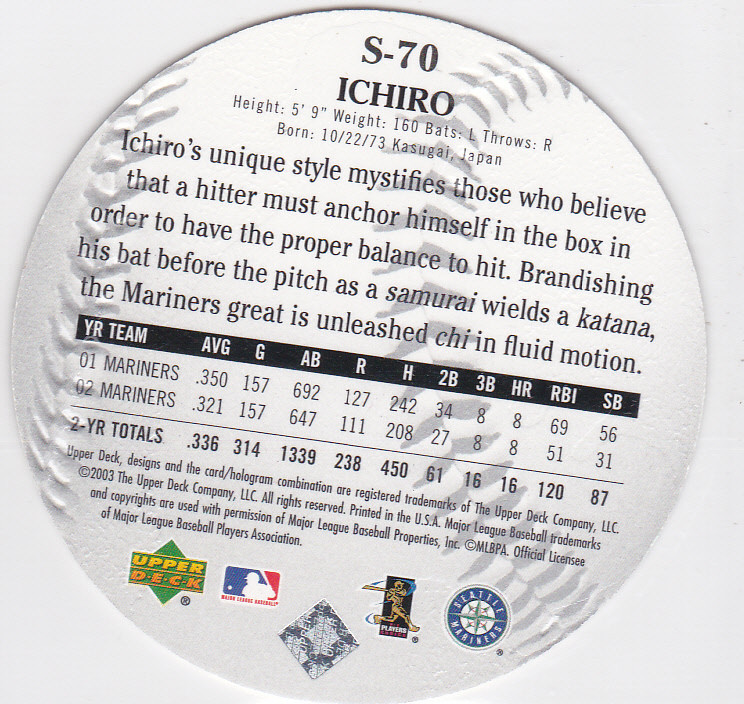 S-70
ICHIRO
Height: 5' 9" Weight: 160 Bats: L Throws: R
Born: 10/22/73 Kasugai, Japan
Ichiro's unique style mystifies those who believe
that a hitter must anchor himself in the box in
order to have the proper balance to hit. Brandishing
his bat before the pitch as a samurai wields a katana,
the Mariners great is unleashed chi in fluid motion.
YR TEAM AVG G AB R H 2B 3B HR RBI SB
01 MARINERS .350 157 692 127 242 34 8 8 69 56
02 MARINERS .321 157 647 111 208 27 8 8 51 31
2-YR TOTALS .336 314 1339 238 450 61 16 16 120 87
Upper Deck, designs and the card/hologram combination are registered trademarks of The Upper Deck Company, LLC.
©2003 The Upper Deck Company, LLC. All rights reserved. Printed in the U.S.A. Major League Baseball trademarks
and copyrights are used with permission of Major League Baseball Properties, Inc. ©MLBPA. Official Licensee
of Major League Baseball Players Association.
UPPER
D•E•C•K
®
MAJOR LEAGUE BASEBALL®
UPPER
DECK
PLAYERS
CHOICE
®
SEATTLE
MARINERS
®